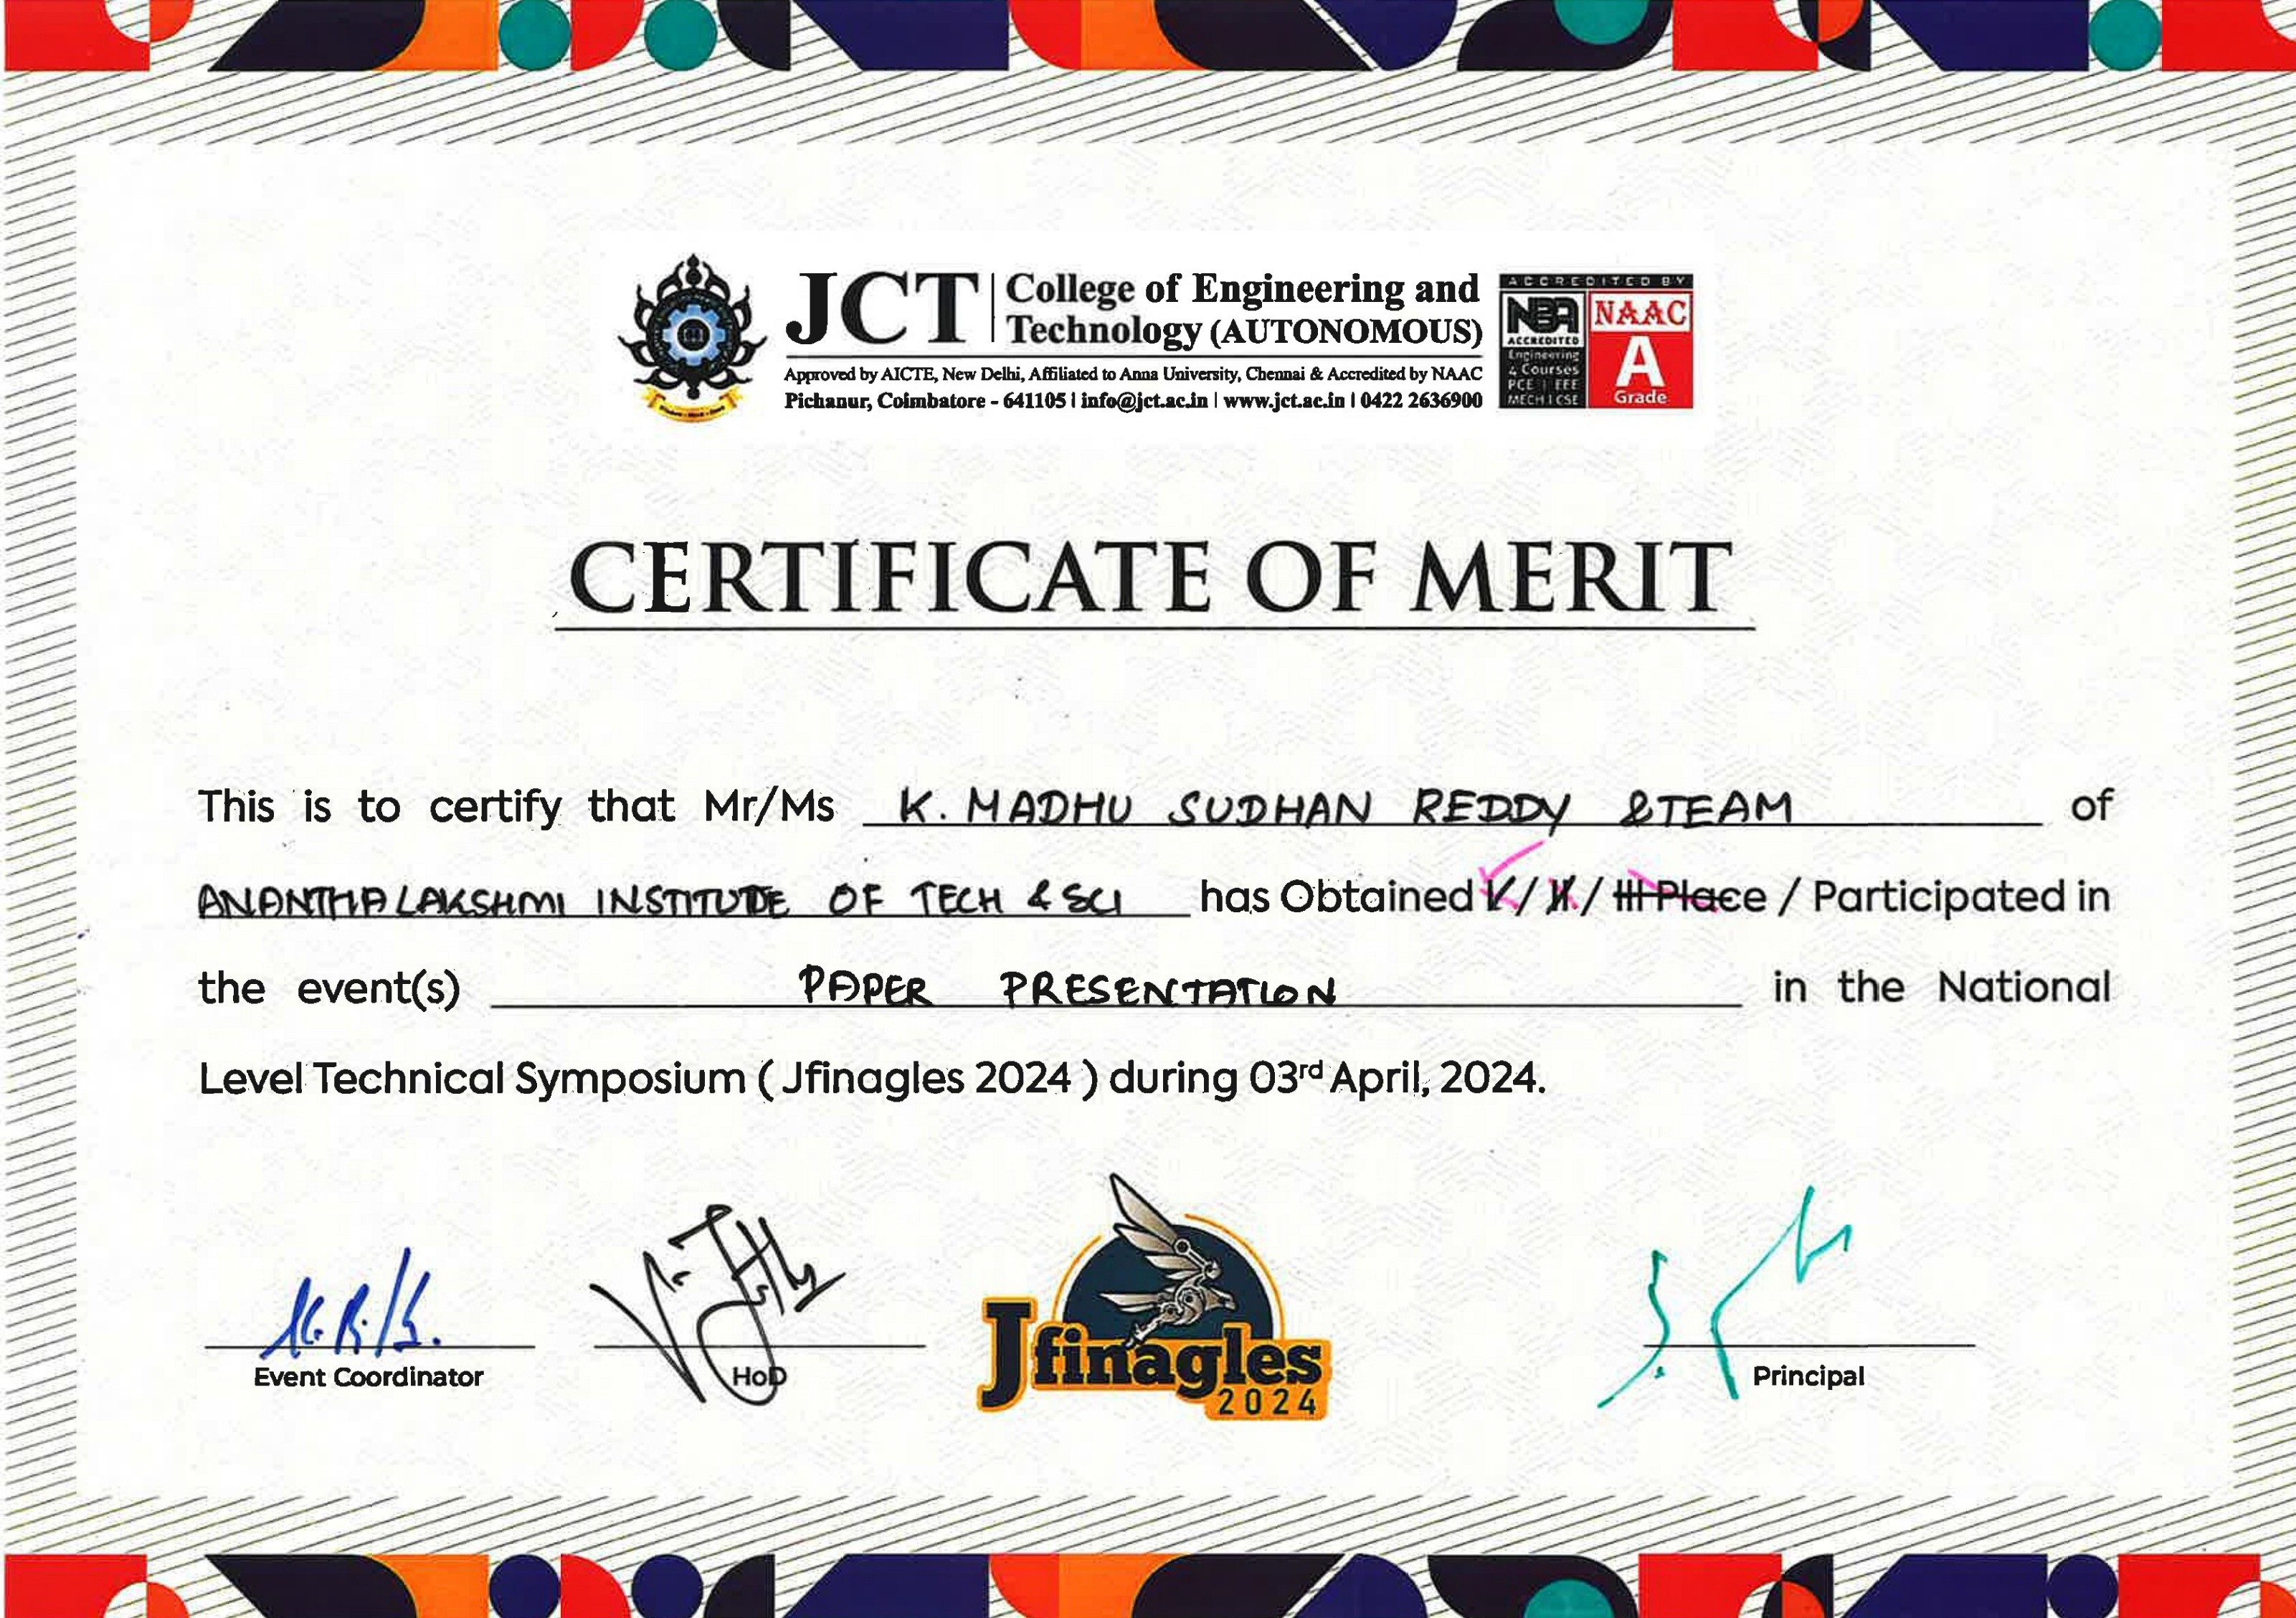 JCT College of Engineering and
Technology (AUTONOMOUS)
Approved by AICTE, New Delhi, Affiliated to Anna University, Chennai & Accredited by NAAC
Pichanur, Coimbatore - 641105 | info@jct.ac.in | www.jct.ac.in | 0422 2636900
ACCREDITED BY
NBA
ACCREDITED
Engineering
4 Courses
MECH | CSE
NAAC
A
Grade
CERTIFICATE OF MERIT
This is to certify that Mr/Ms K. MADHU SUDHAN REDDY & TEAM of
ANANTHA LAKSHMI INSTITUTE OF TECH & SCI has Obtained I / II / III Place / Participated in
the event(s) PAPER PRESENTATION in the National
Level Technical Symposium ( Jfinagles 2024 ) during 03rd April, 2024.
Event Coordinator
HoD
Jfinagles
2024
Principal